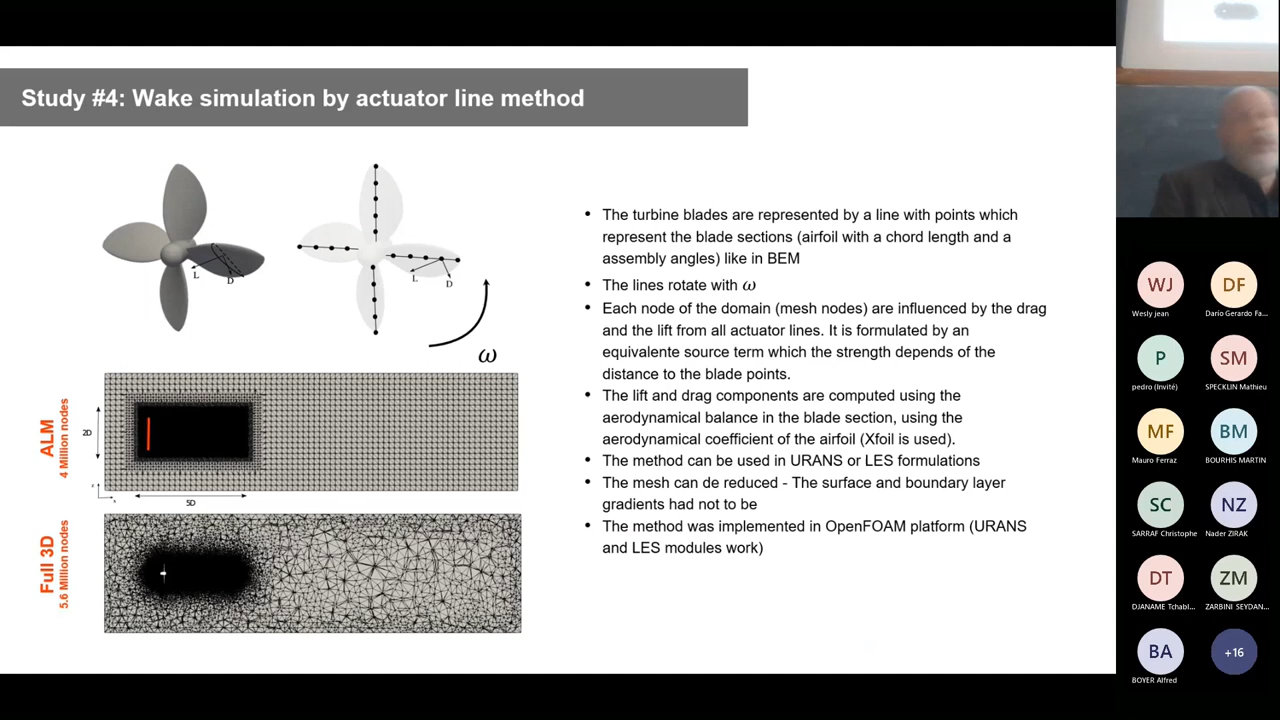 Study #4: Wake simulation by actuator line method
L
D
L
D
ω
ALM
4 Million nodes
2D
5D
Full 3D
5.6 Million nodes
• The turbine blades are represented by a line with points which
represent the blade sections (airfoil with a chord length and a
assembly angles) like in BEM
• The lines rotate with ω
• Each node of the domain (mesh nodes) are influenced by the drag
and the lift from all actuator lines. It is formulated by an
equivalente source term which the strength depends of the
distance to the blade points.
• The lift and drag components are computed using the
aerodynamical balance in the blade section, using the
aerodynamical coefficient of the airfoil (Xfoil is used).
• The method can be used in URANS or LES formulations
• The mesh can de reduced - The surface and boundary layer
gradients had not to be
• The method was implemented in OpenFOAM platform (URANS
and LES modules work)
WJ
Wesly jean
DF
Darío Gerardo Fa...
P
pedro (Invité)
SM
SPECKLIN Mathieu
MF
Mauro Ferraz
BM
BOURHIS MARTIN
SC
SARRAF Christophe
NZ
Nader ZIRAK
DT
DJANAME Tchabl...
ZM
ZARBINI SEYDAN...
BA
BOYER Alfred
+16